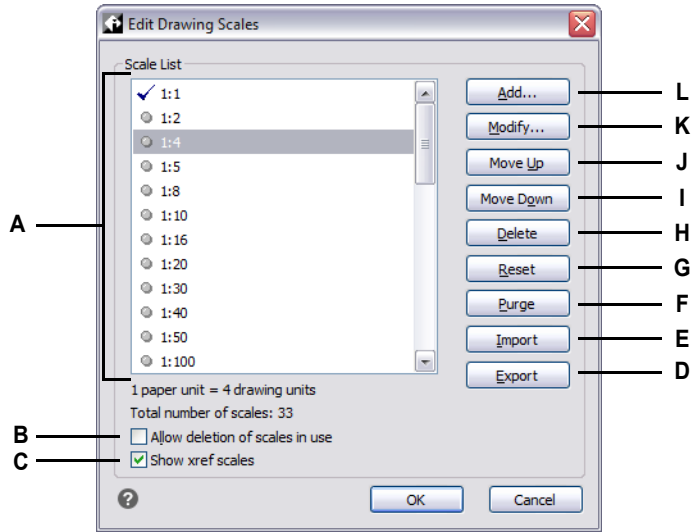 Edit Drawing Scales
Scale List
1:1
1:2
1:4
1:5
1:8
1:10
1:16
1:20
1:30
1:40
1:50
1:100
Add...
Modify...
Move Up
Move Down
Delete
Reset
Purge
Import
Export
L
K
J
I
H
G
F
E
D
A
1 paper unit = 4 drawing units
Total number of scales: 33
B
Allow deletion of scales in use
C
Show xref scales
?
OK
Cancel